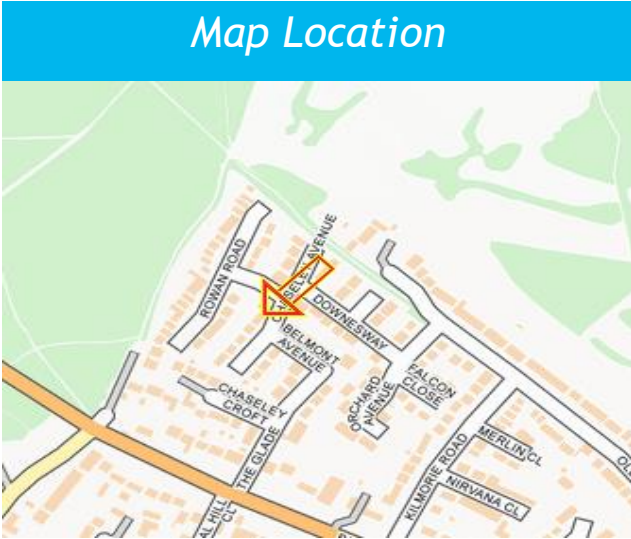 Map Location
ROWAN ROAD
AVENUE
DOWNESWAY
BELMONT
AVENUE
CHASELEY
CROFT
THE GLADE
ORCHARD
AVENUE
FALCON
CLOSE
MERLIN CL
KILMORIE ROAD
NIRVANA CL
CL